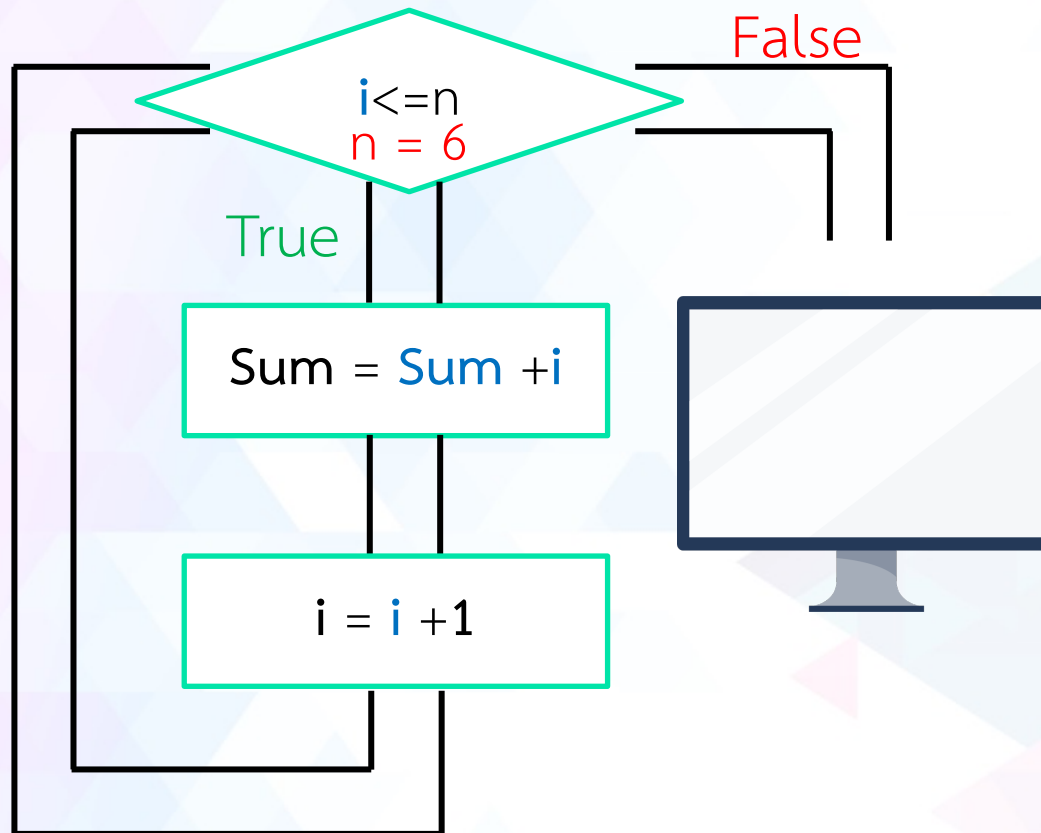 False
i<=n
n = 6
True
Sum = Sum +i
i = i +1